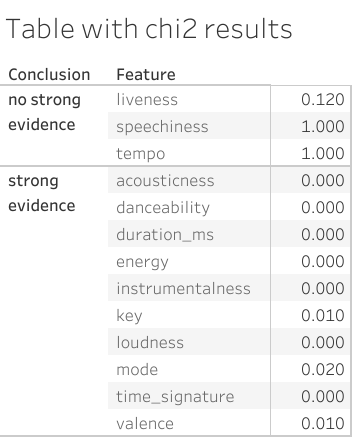 Table with chi2 results
Conclusion Feature
no strong evidence liveness 0.120
speechiness 1.000
tempo 1.000
strong evidence acousticness 0.000
danceability 0.000
duration_ms 0.000
energy 0.000
instrumentalness 0.000
key 0.010
loudness 0.000
mode 0.020
time_signature 0.000
valence 0.010